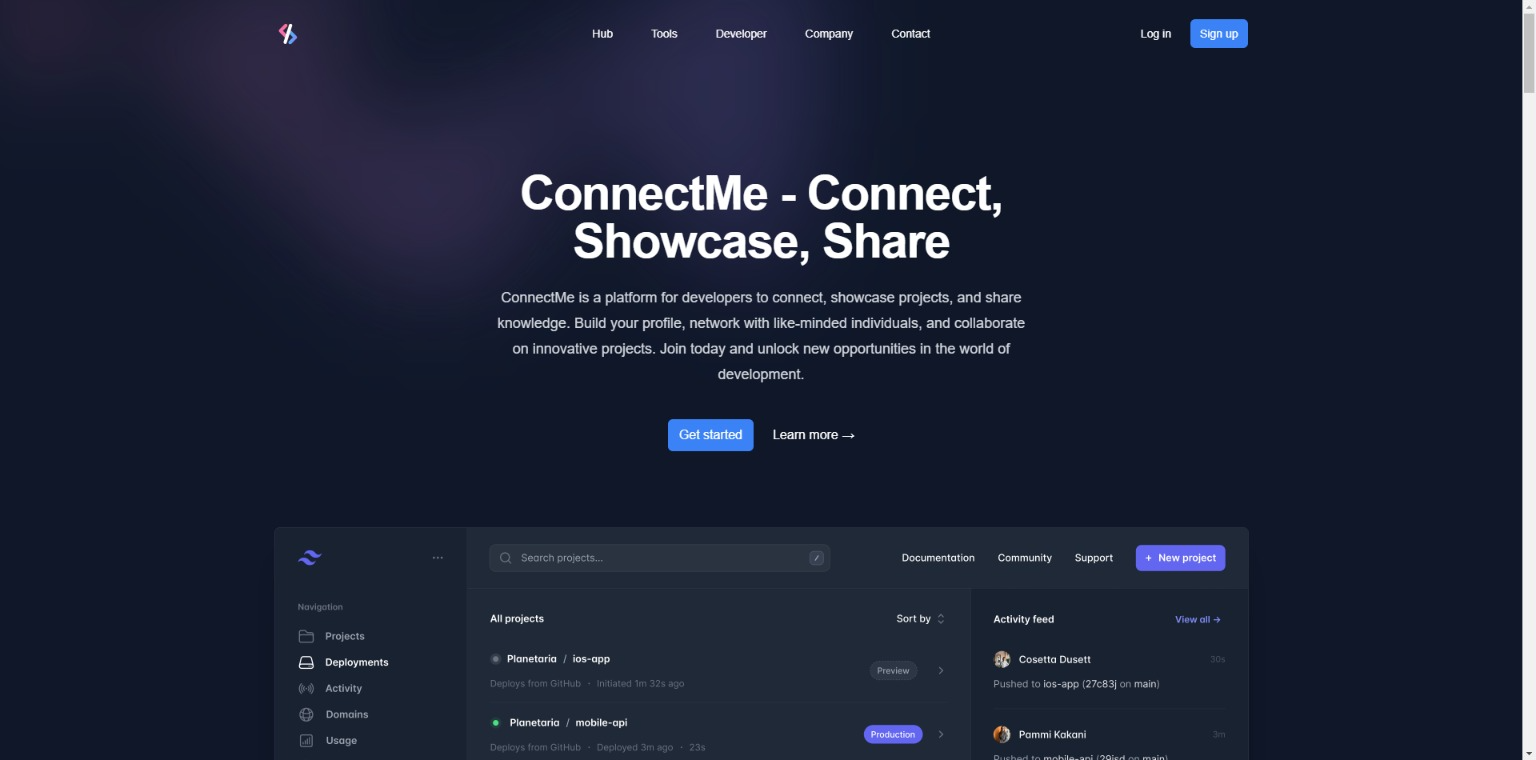 Hub Tools Developer Company Contact Log in Sign up
ConnectMe - Connect,
Showcase, Share
ConnectMe is a platform for developers to connect, showcase projects, and share
knowledge. Build your profile, network with like-minded individuals, and collaborate
on innovative projects. Join today and unlock new opportunities in the world of
development.
Get started Learn more →
Search projects... /
Documentation Community Support + New project
Navigation
Projects
Deployments
Activity
Domains
Usage
All projects Sort by
Planetaria / ios-app
Deploys from GitHub · Initiated 1m 32s ago
Preview
Planetaria / mobile-api
Deploys from GitHub · Deployed 3m ago · 23s
Production
Activity feed View all →
Cosetta Dusett 30s
Pushed to ios-app (27c83j on main)
Pammi Kakani 3m
Pushed to mobile-api (29jsd on main)